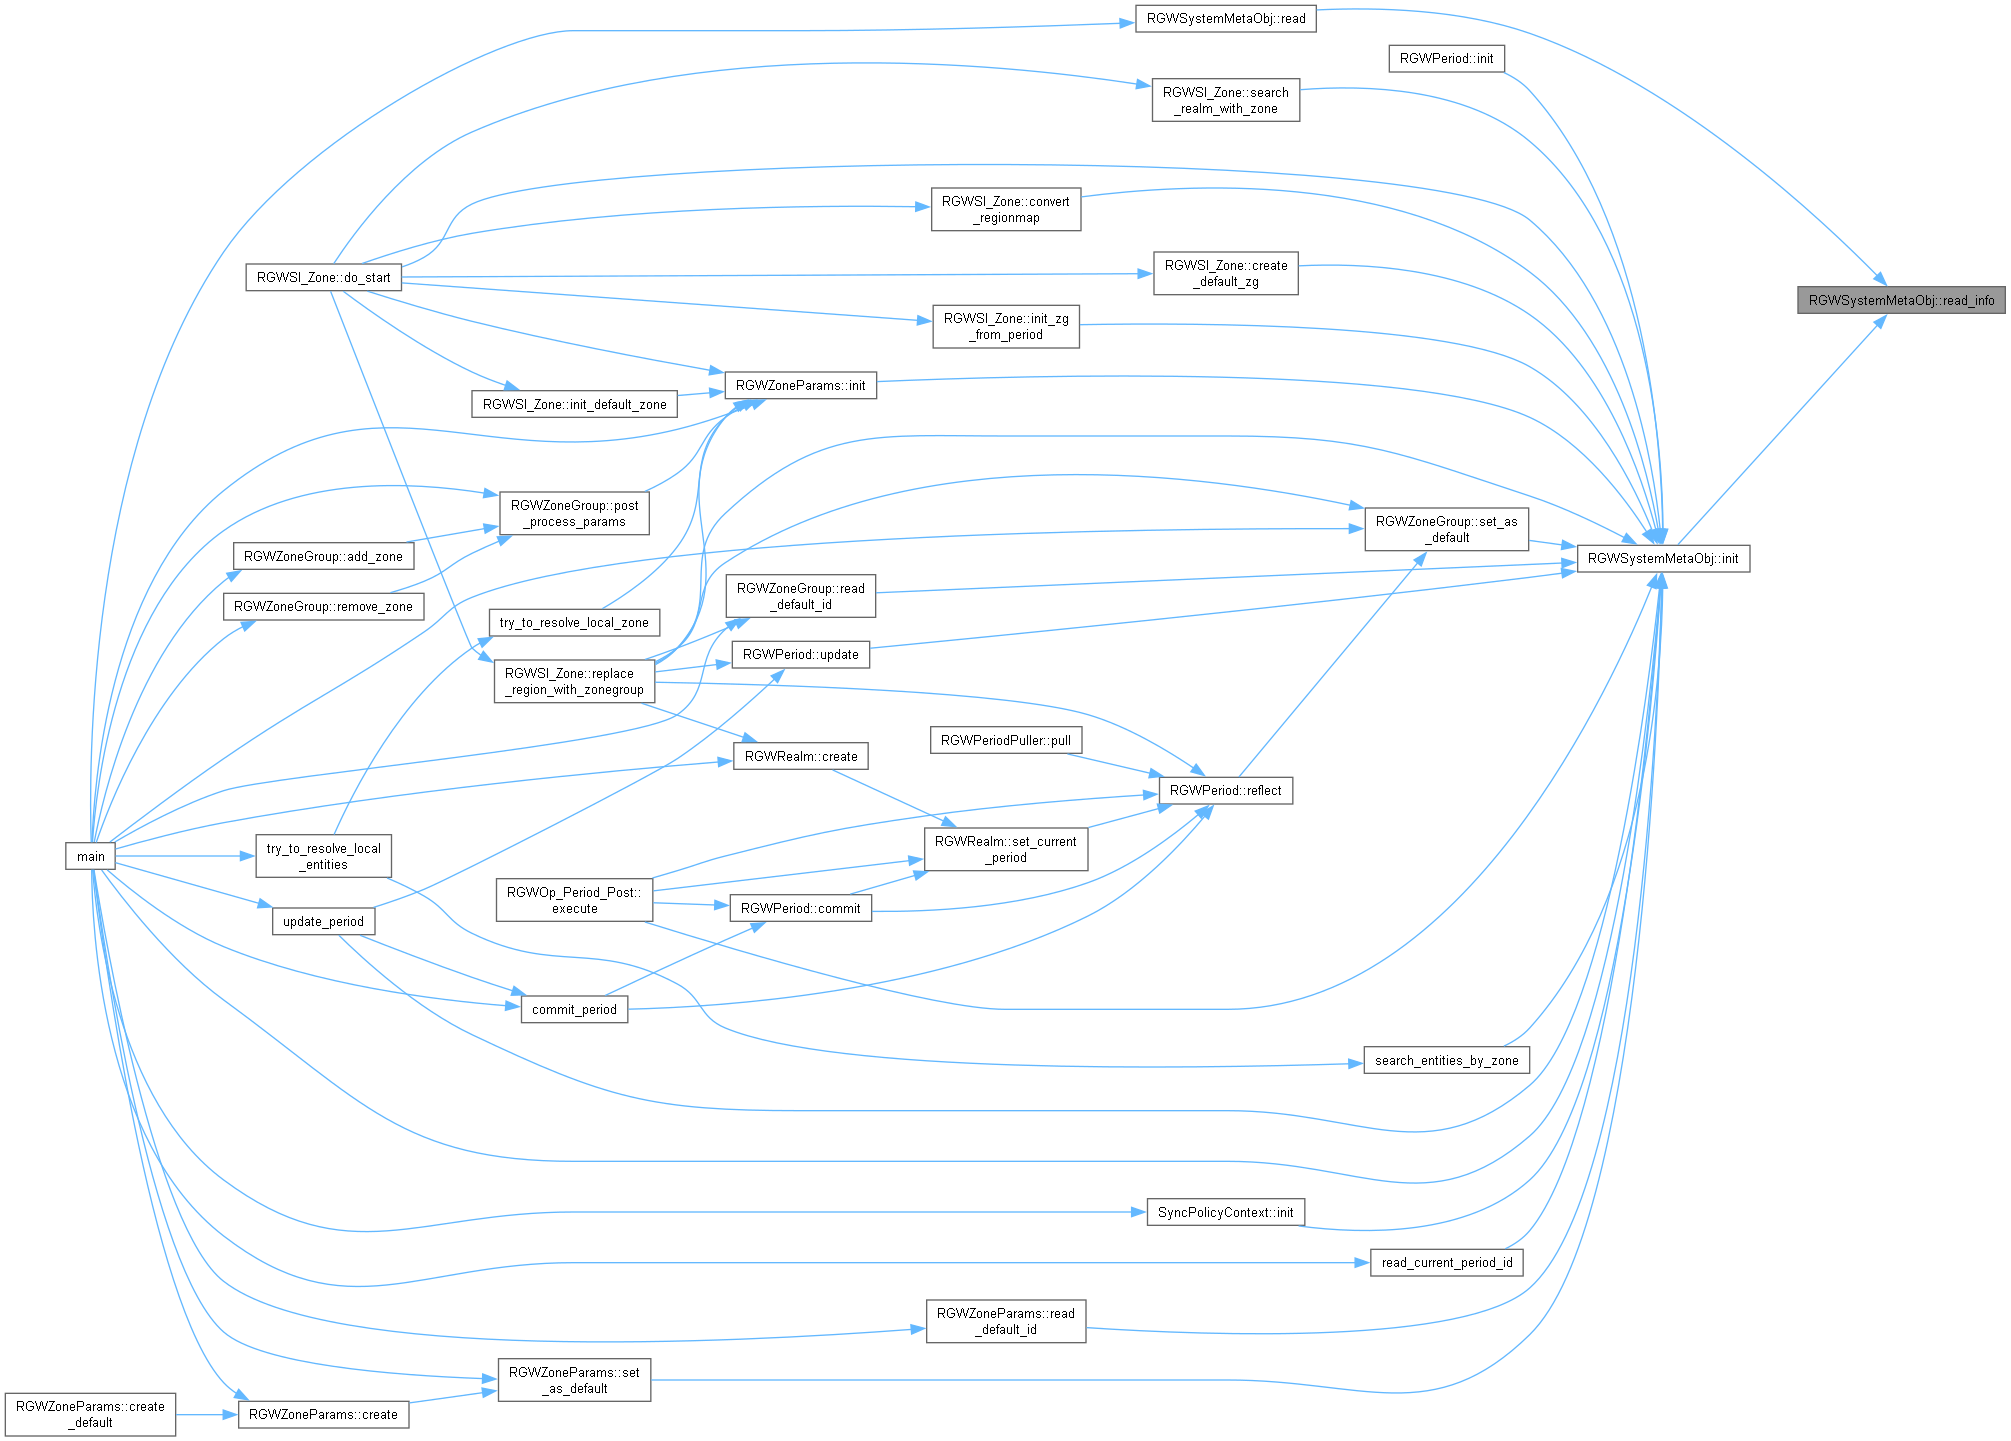 RGWSystemMetaObj::read
RGWPeriod::init
RGWSI_Zone::search
_realm_with_zone
RGWSI_Zone::convert
_regionmap
RGWSI_Zone::do_start
RGWSI_Zone::create
_default_zg
RGWSystemMetaObj::read_info
RGWSI_Zone::init_zg
_from_period
RGWZoneParams::init
RGWSI_Zone::init_default_zone
RGWZoneGroup::post
_process_params
RGWZoneGroup::set_as
_default
RGWZoneGroup::add_zone
RGWSystemMetaObj::init
RGWZoneGroup::read
_default_id
RGWZoneGroup::remove_zone
try_to_resolve_local_zone
RGWPeriod::update
RGWSI_Zone::replace
_region_with_zonegroup
RGWPeriodPuller::pull
RGWRealm::create
RGWPeriod::reflect
RGWRealm::set_current
_period
main
try_to_resolve_local
_entities
RGWOp_Period_Post::
execute
RGWPeriod::commit
update_period
commit_period
search_entities_by_zone
SyncPolicyContext::init
read_current_period_id
RGWZoneParams::read
_default_id
RGWZoneParams::set
_as_default
RGWZoneParams::create
_default
RGWZoneParams::create